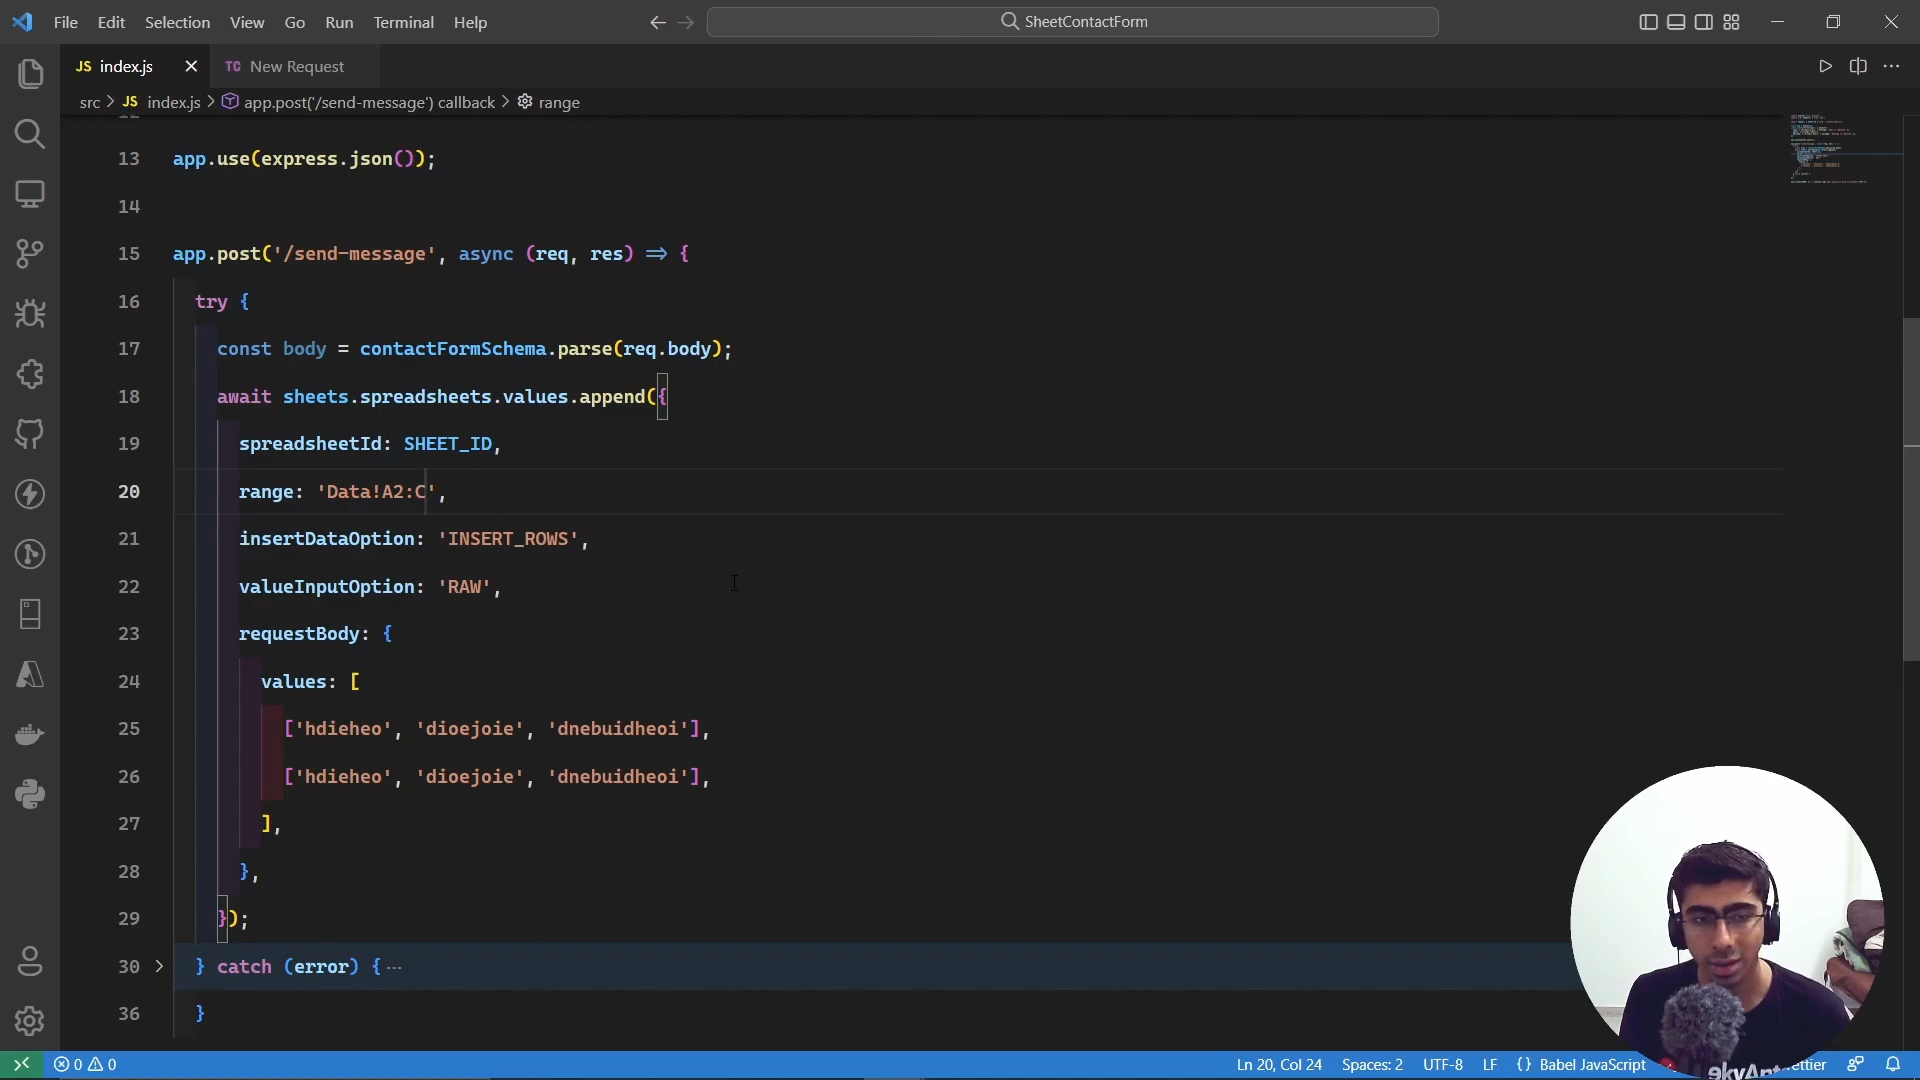 File Edit Selection View Go Run Terminal Help
SheetContactForm
JS index.js
TC New Request
src > JS index.js > app.post('/send-message') callback > range
13 app.use(express.json());
14
15 app.post('/send-message', async (req, res) => {
16 try {
17 const body = contactFormSchema.parse(req.body);
18 await sheets.spreadsheets.values.append({
19 spreadsheetId: SHEET_ID,
20 range: 'Data!A2:C',
21 insertDataOption: 'INSERT_ROWS',
22 valueInputOption: 'RAW',
23 requestBody: {
24 values: [
25 ['hdieheo', 'dioejoie', 'dnebuidheoi'],
26 ['hdieheo', 'dioejoie', 'dnebuidheoi'],
27 ],
28 },
29 });
30 } catch (error) { ...
36 }
0 0
Ln 20, Col 24 Spaces: 2 UTF-8 LF {} Babel JavaScript